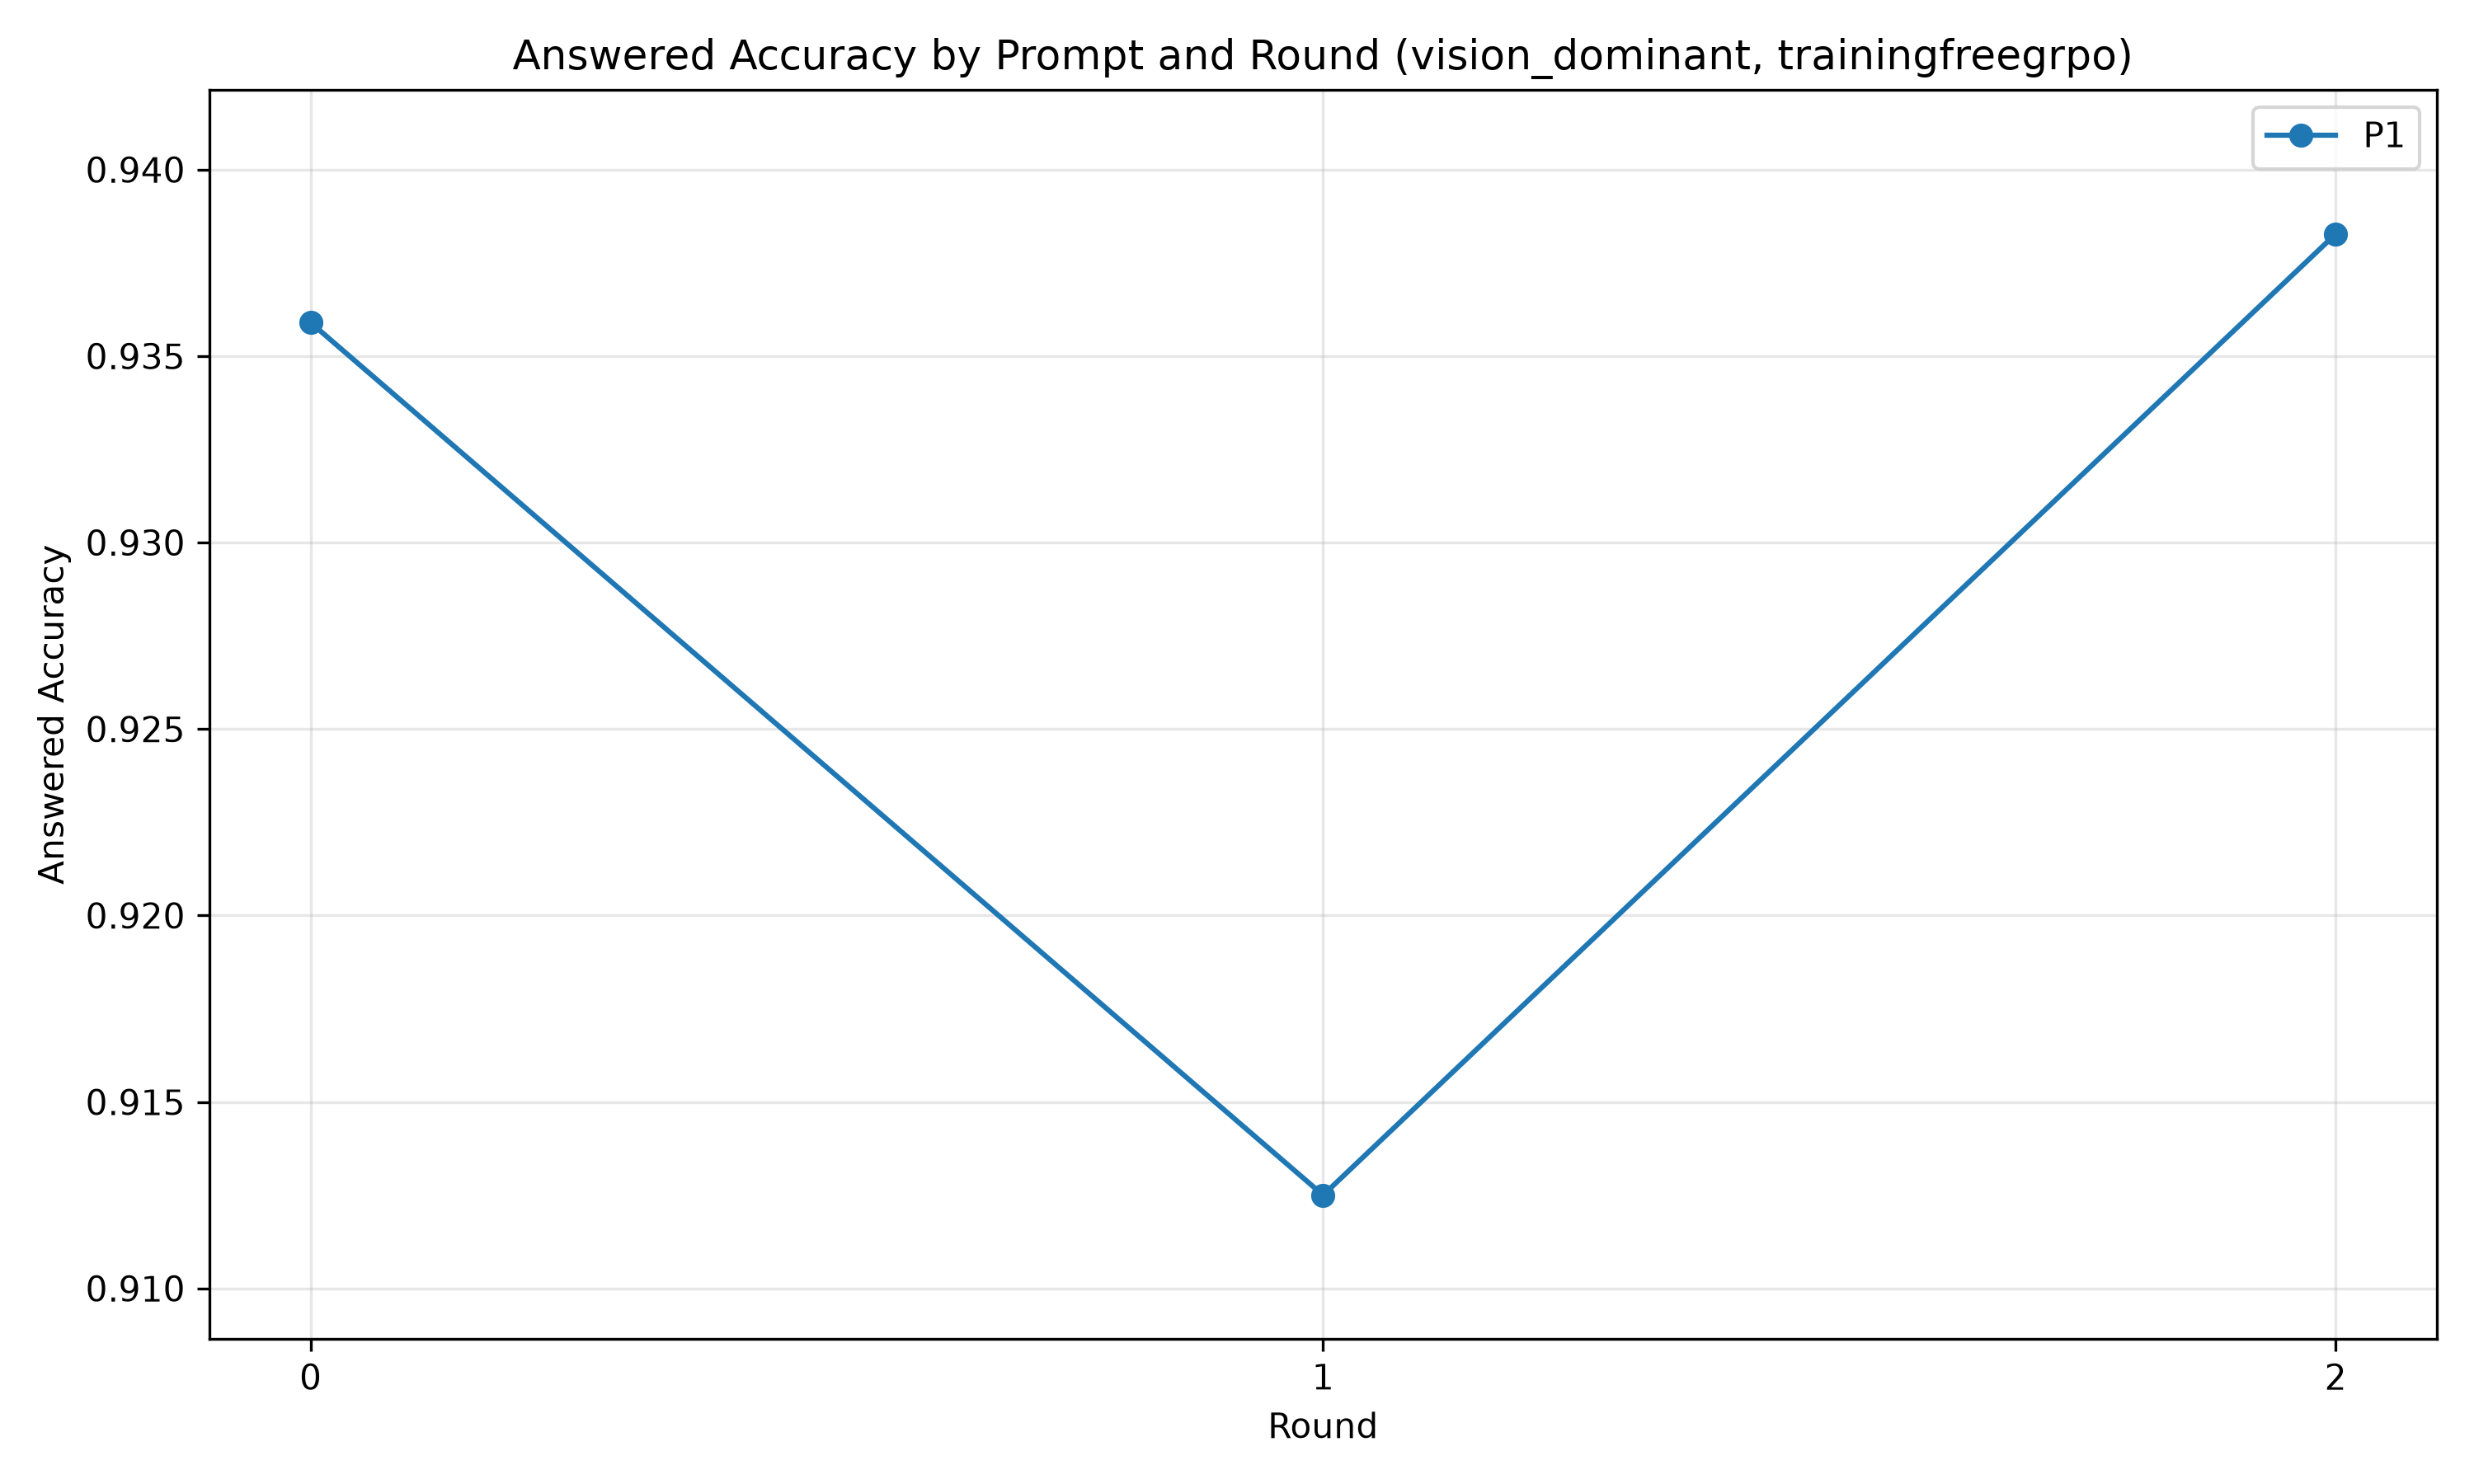 Answered Accuracy by Prompt and Round (vision_dominant, trainingfreegrpo)
P1
0.940
0.935
0.930
0.925
0.920
0.915
0.910
Answered Accuracy
0
1
2
Round